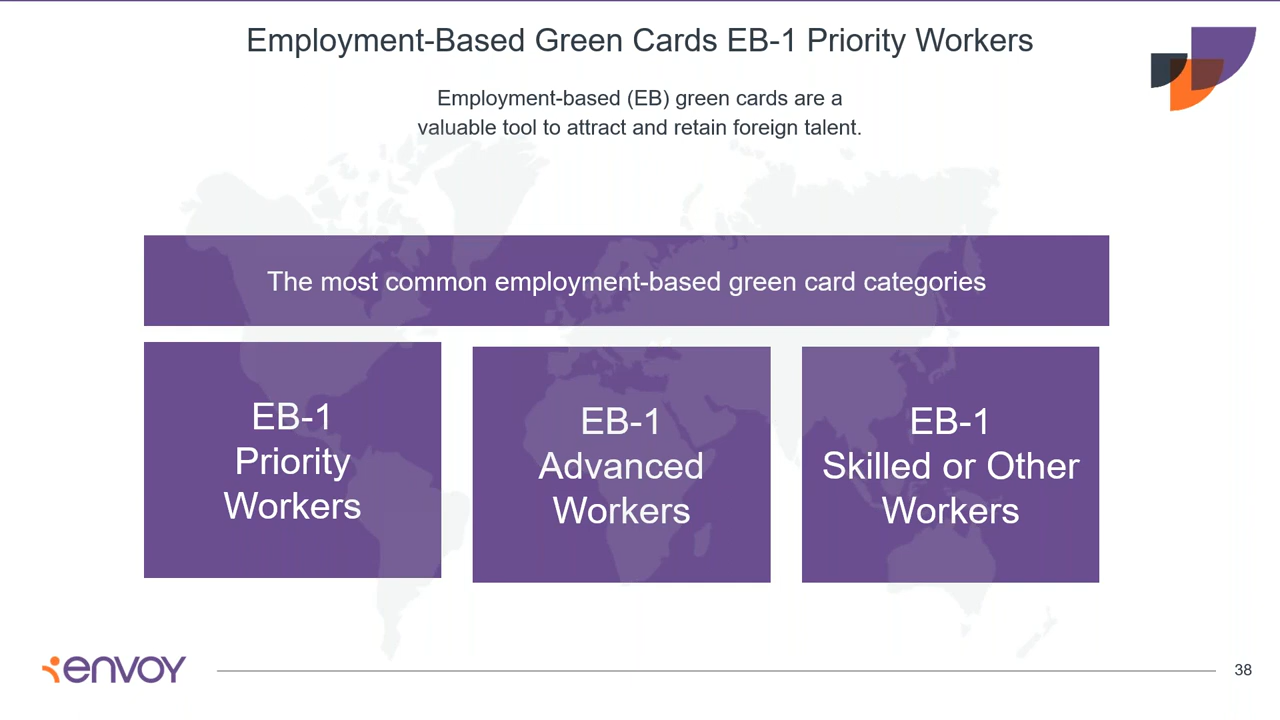 Employment-Based Green Cards EB-1 Priority Workers
Employment-based (EB) green cards are a
valuable tool to attract and retain foreign talent.
The most common employment-based green card categories
EB-1
Priority
Workers
EB-1
Advanced
Workers
EB-1
Skilled or Other
Workers
envoy
38